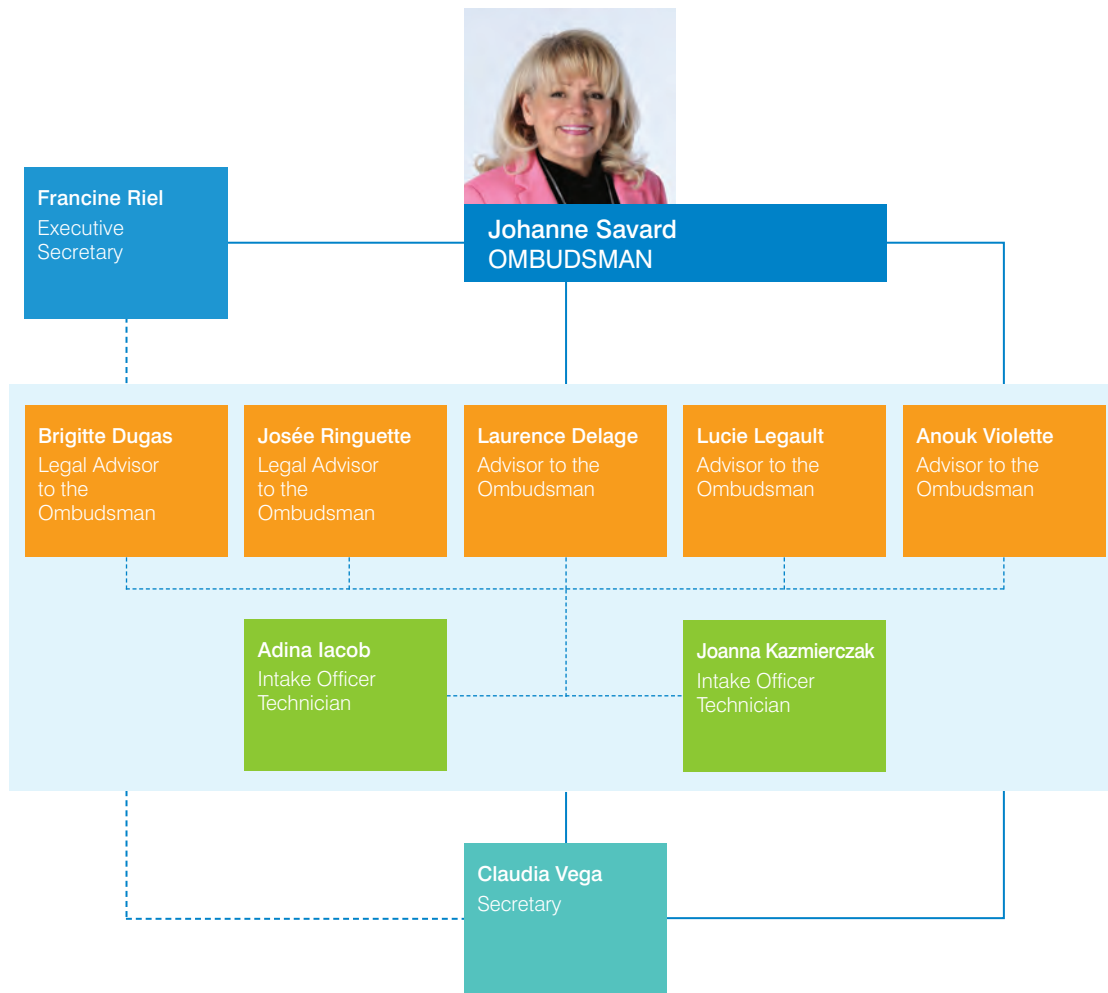 Johanne Savard
OMBUDSMAN
Francine Riel
Executive
Secretary
Brigitte Dugas
Legal Advisor
to the
Ombudsman
Josée Ringuette
Legal Advisor
to the
Ombudsman
Laurence Delage
Advisor to the
Ombudsman
Lucie Legault
Advisor to the
Ombudsman
Anouk Violette
Advisor to the
Ombudsman
Adina Iacob
Intake Officer
Technician
Joanna Kazmierczak
Intake Officer
Technician
Claudia Vega
Secretary